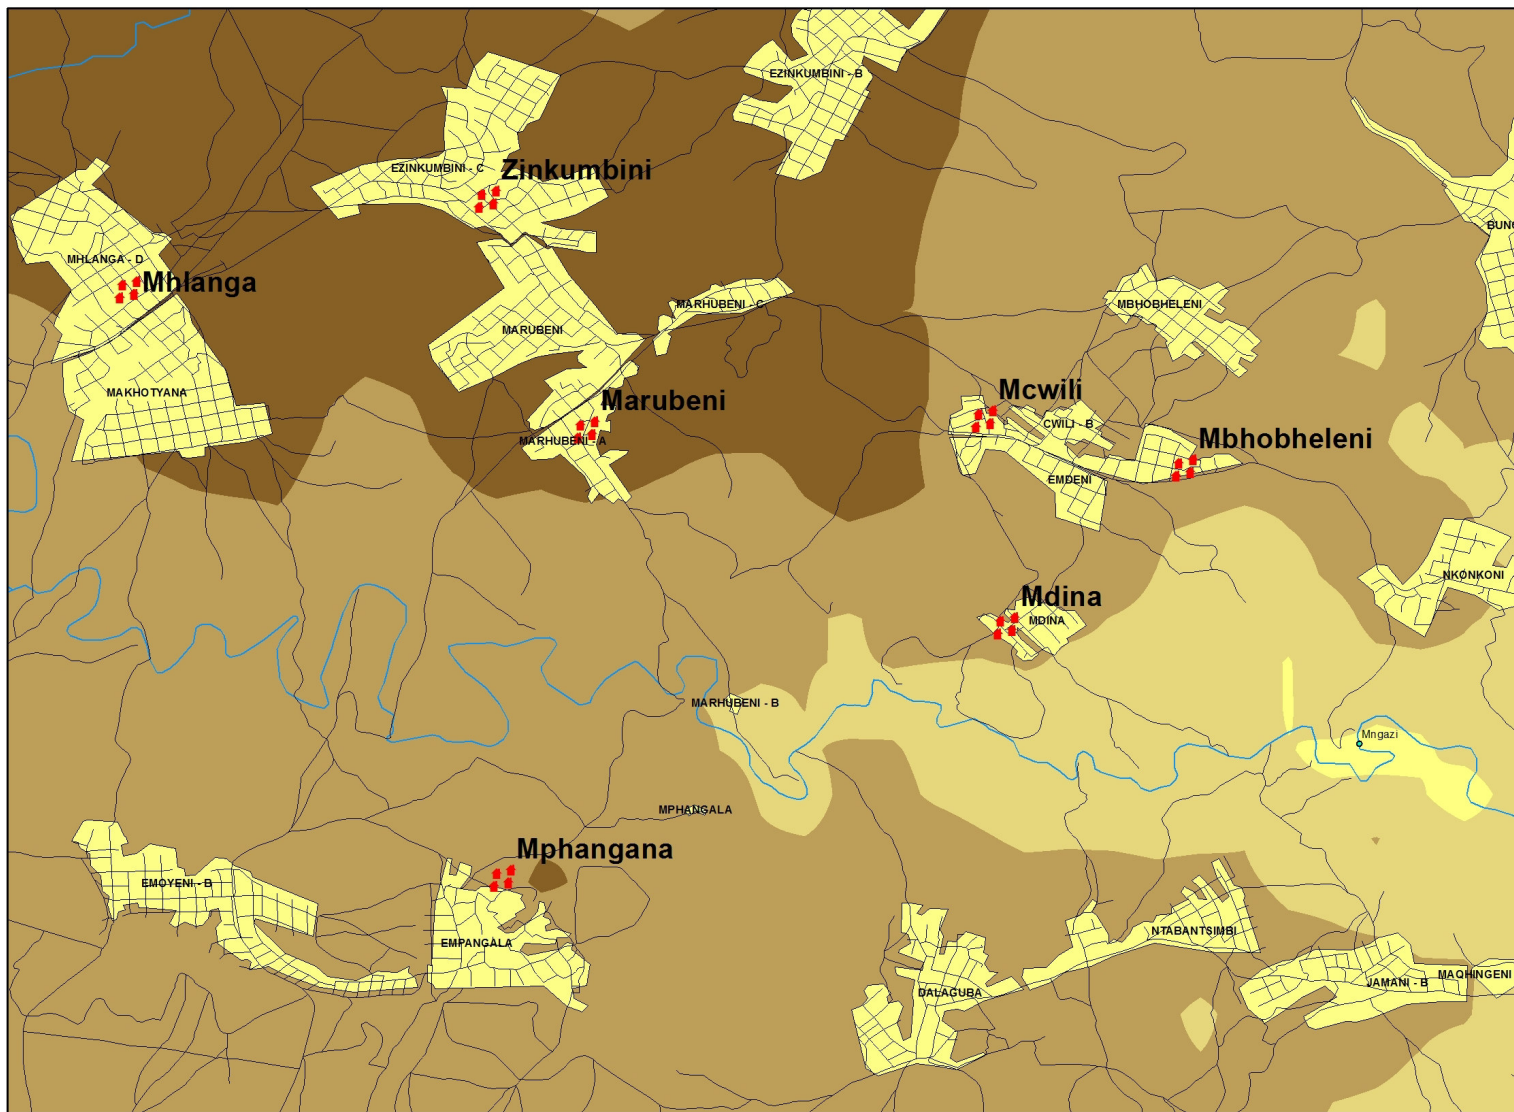 EZINKUMBINI - B
EZINKUMBINI - C
Zinkumbini
MHLANGA - D
Mhlanga
MARHUBENI - C
MARUBENI
MBHOBHELENI
MAKHOTYANA
Marubeni
MARHUBENI - A
Mcwili
CWILI - B
Mbhobheleni
EMDENI
NKONKONI
Mdina
MDINA
MARHUBENI - B
Mngazi
MPHANGALA
Mphangana
EMOYENI - B
EMPANGALA
NTABANTSIMBI
DALAGUBA
JAMANI - B
MAQHINGENI